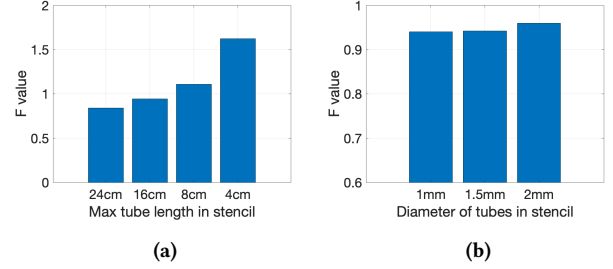 2
1.5
1
0.5
0
F value
24cm 16cm 8cm 4cm
Max tube length in stencil
(a)
1
0.9
0.8
0.7
0.6
F value
1mm 1.5mm 2mm
Diameter of tubes in stencil
(b)